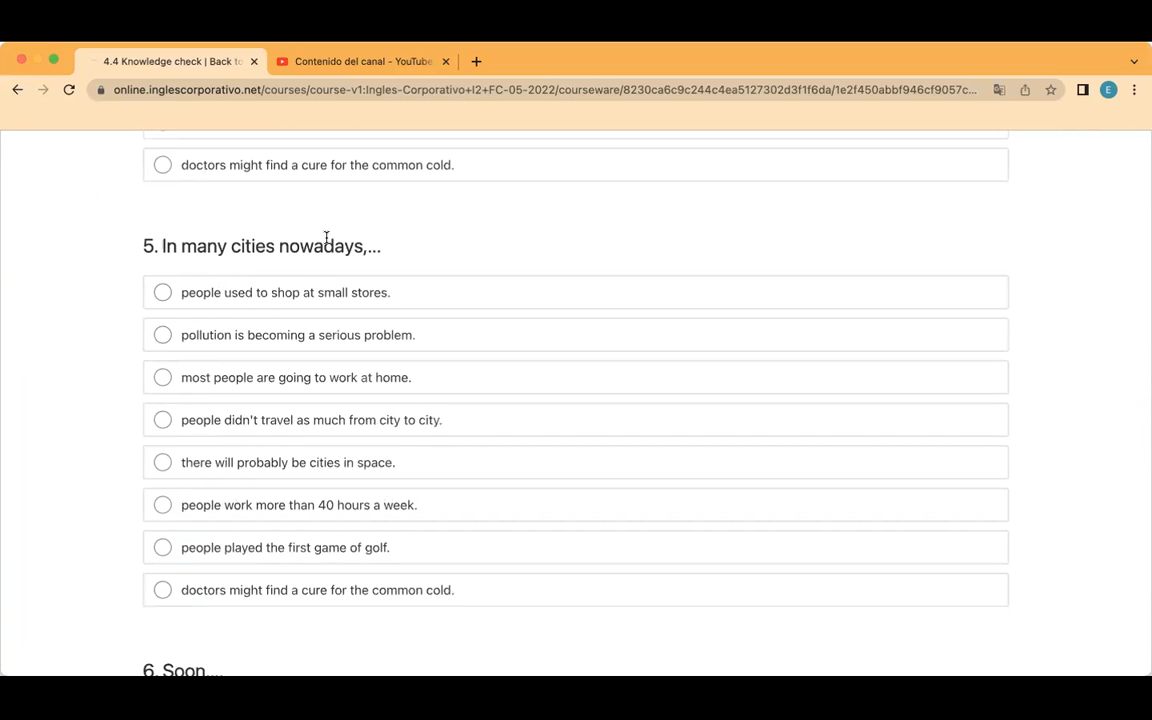 4.4 Knowledge check | Back to
Contenido del canal - YouTube
online.inglescorporativo.net/courses/course-v1:Ingles-Corporativo+I2+FC-05-2022/courseware/8230ca6c9c244c4ea5127302d3f1f6da/1e2f450abbf946cf9057c...
E
doctors might find a cure for the common cold.
5. In many cities nowadays,...
people used to shop at small stores.
pollution is becoming a serious problem.
most people are going to work at home.
people didn't travel as much from city to city.
there will probably be cities in space.
people work more than 40 hours a week.
people played the first game of golf.
doctors might find a cure for the common cold.
6. Soon,...